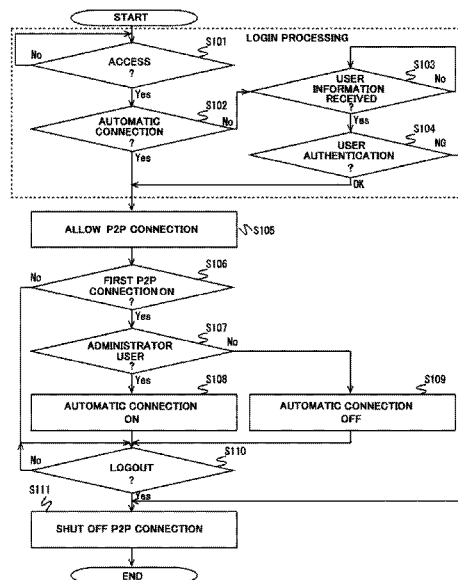 START
LOGIN PROCESSING
S101
ACCESS
?
No
Yes
S102
AUTOMATIC
CONNECTION
?
No
Yes
S103
USER
INFORMATION
RECEIVED
?
No
Yes
S104
USER
AUTHENTICATION
?
NG
OK
ALLOW P2P CONNECTION
S105
S106
FIRST P2P
CONNECTION ON
?
No
Yes
S107
ADMINISTRATOR
USER
?
No
Yes
S108
AUTOMATIC CONNECTION
ON
S109
AUTOMATIC CONNECTION
OFF
S110
LOGOUT
?
No
Yes
S111
SHUT OFF P2P CONNECTION
END